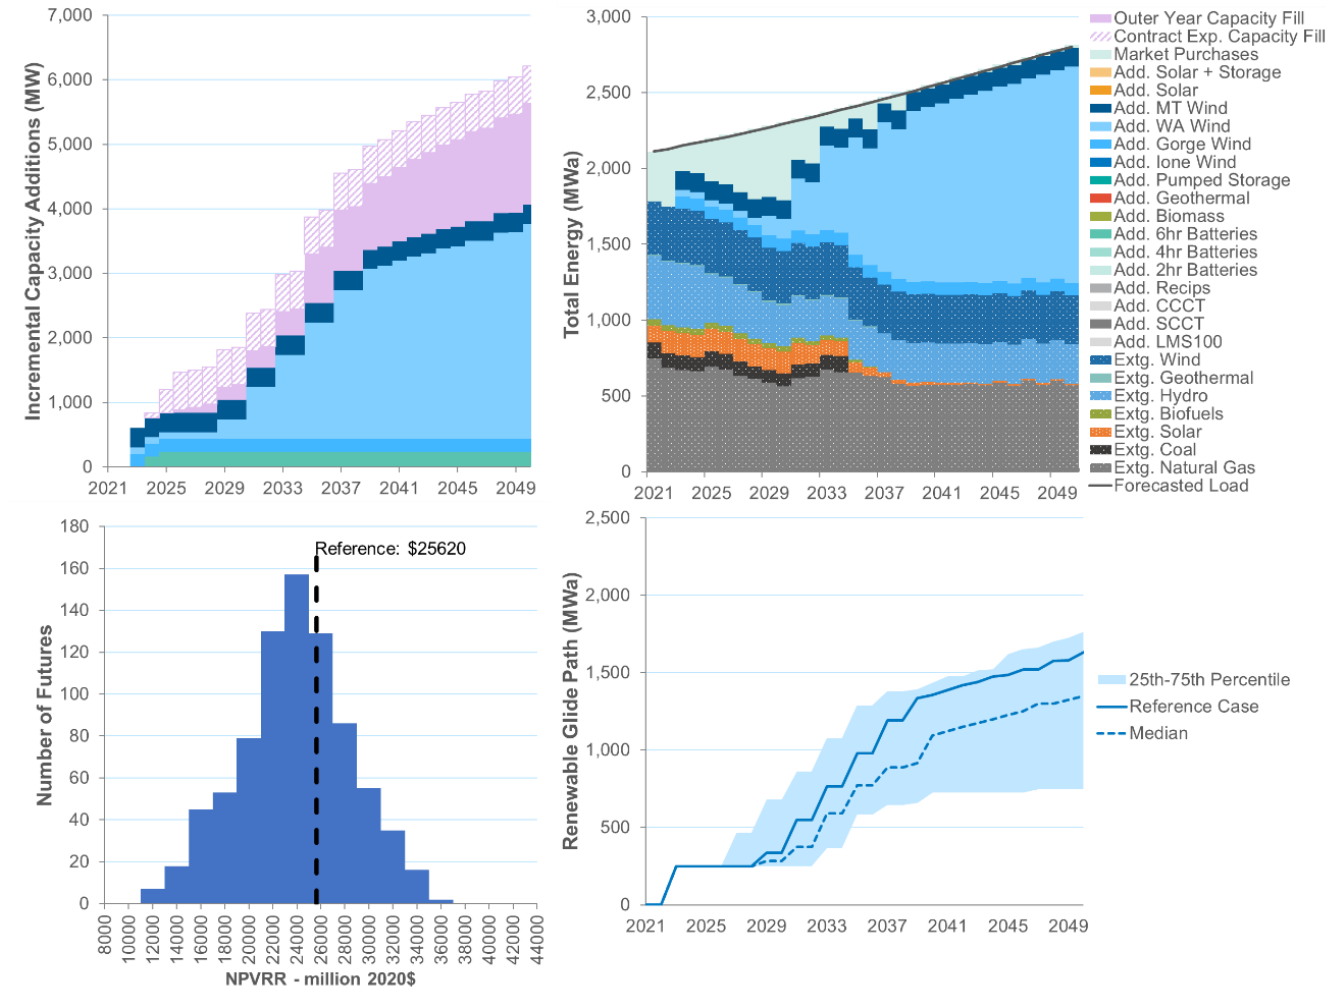 Incremental Capacity Additions (MW)
7,000
6,000
5,000
4,000
3,000
2,000
1,000
0
2021 2025 2029 2033 2037 2041 2045 2049
Total Energy (MWa)
3,000
2,500
2,000
1,500
1,000
500
0
2021 2025 2029 2033 2037 2041 2045 2049
Outer Year Capacity Fill
Contract Exp. Capacity Fill
Market Purchases
Add. Solar + Storage
Add. Solar
Add. MT Wind
Add. WA Wind
Add. Gorge Wind
Add. Ione Wind
Add. Pumped Storage
Add. Geothermal
Add. Biomass
Add. 6hr Batteries
Add. 4hr Batteries
Add. 2hr Batteries
Add. Recips
Add. CCCT
Add. SCCT
Add. LMS100
Extg. Wind
Extg. Geothermal
Extg. Hydro
Extg. Biofuels
Extg. Solar
Extg. Coal
Extg. Natural Gas
Forecasted Load
Number of Futures
180
160
140
120
100
80
60
40
20
0
Reference: $25620
8000 10000 12000 14000 16000 18000 20000 22000 24000 26000 28000 30000 32000 34000 36000 38000 40000 42000 44000
NPVRR - million 2020$
Renewable Glide Path (MWa)
2,500
2,000
1,500
1,000
500
0
2021 2025 2029 2033 2037 2041 2045 2049
25th-75th Percentile
Reference Case
Median